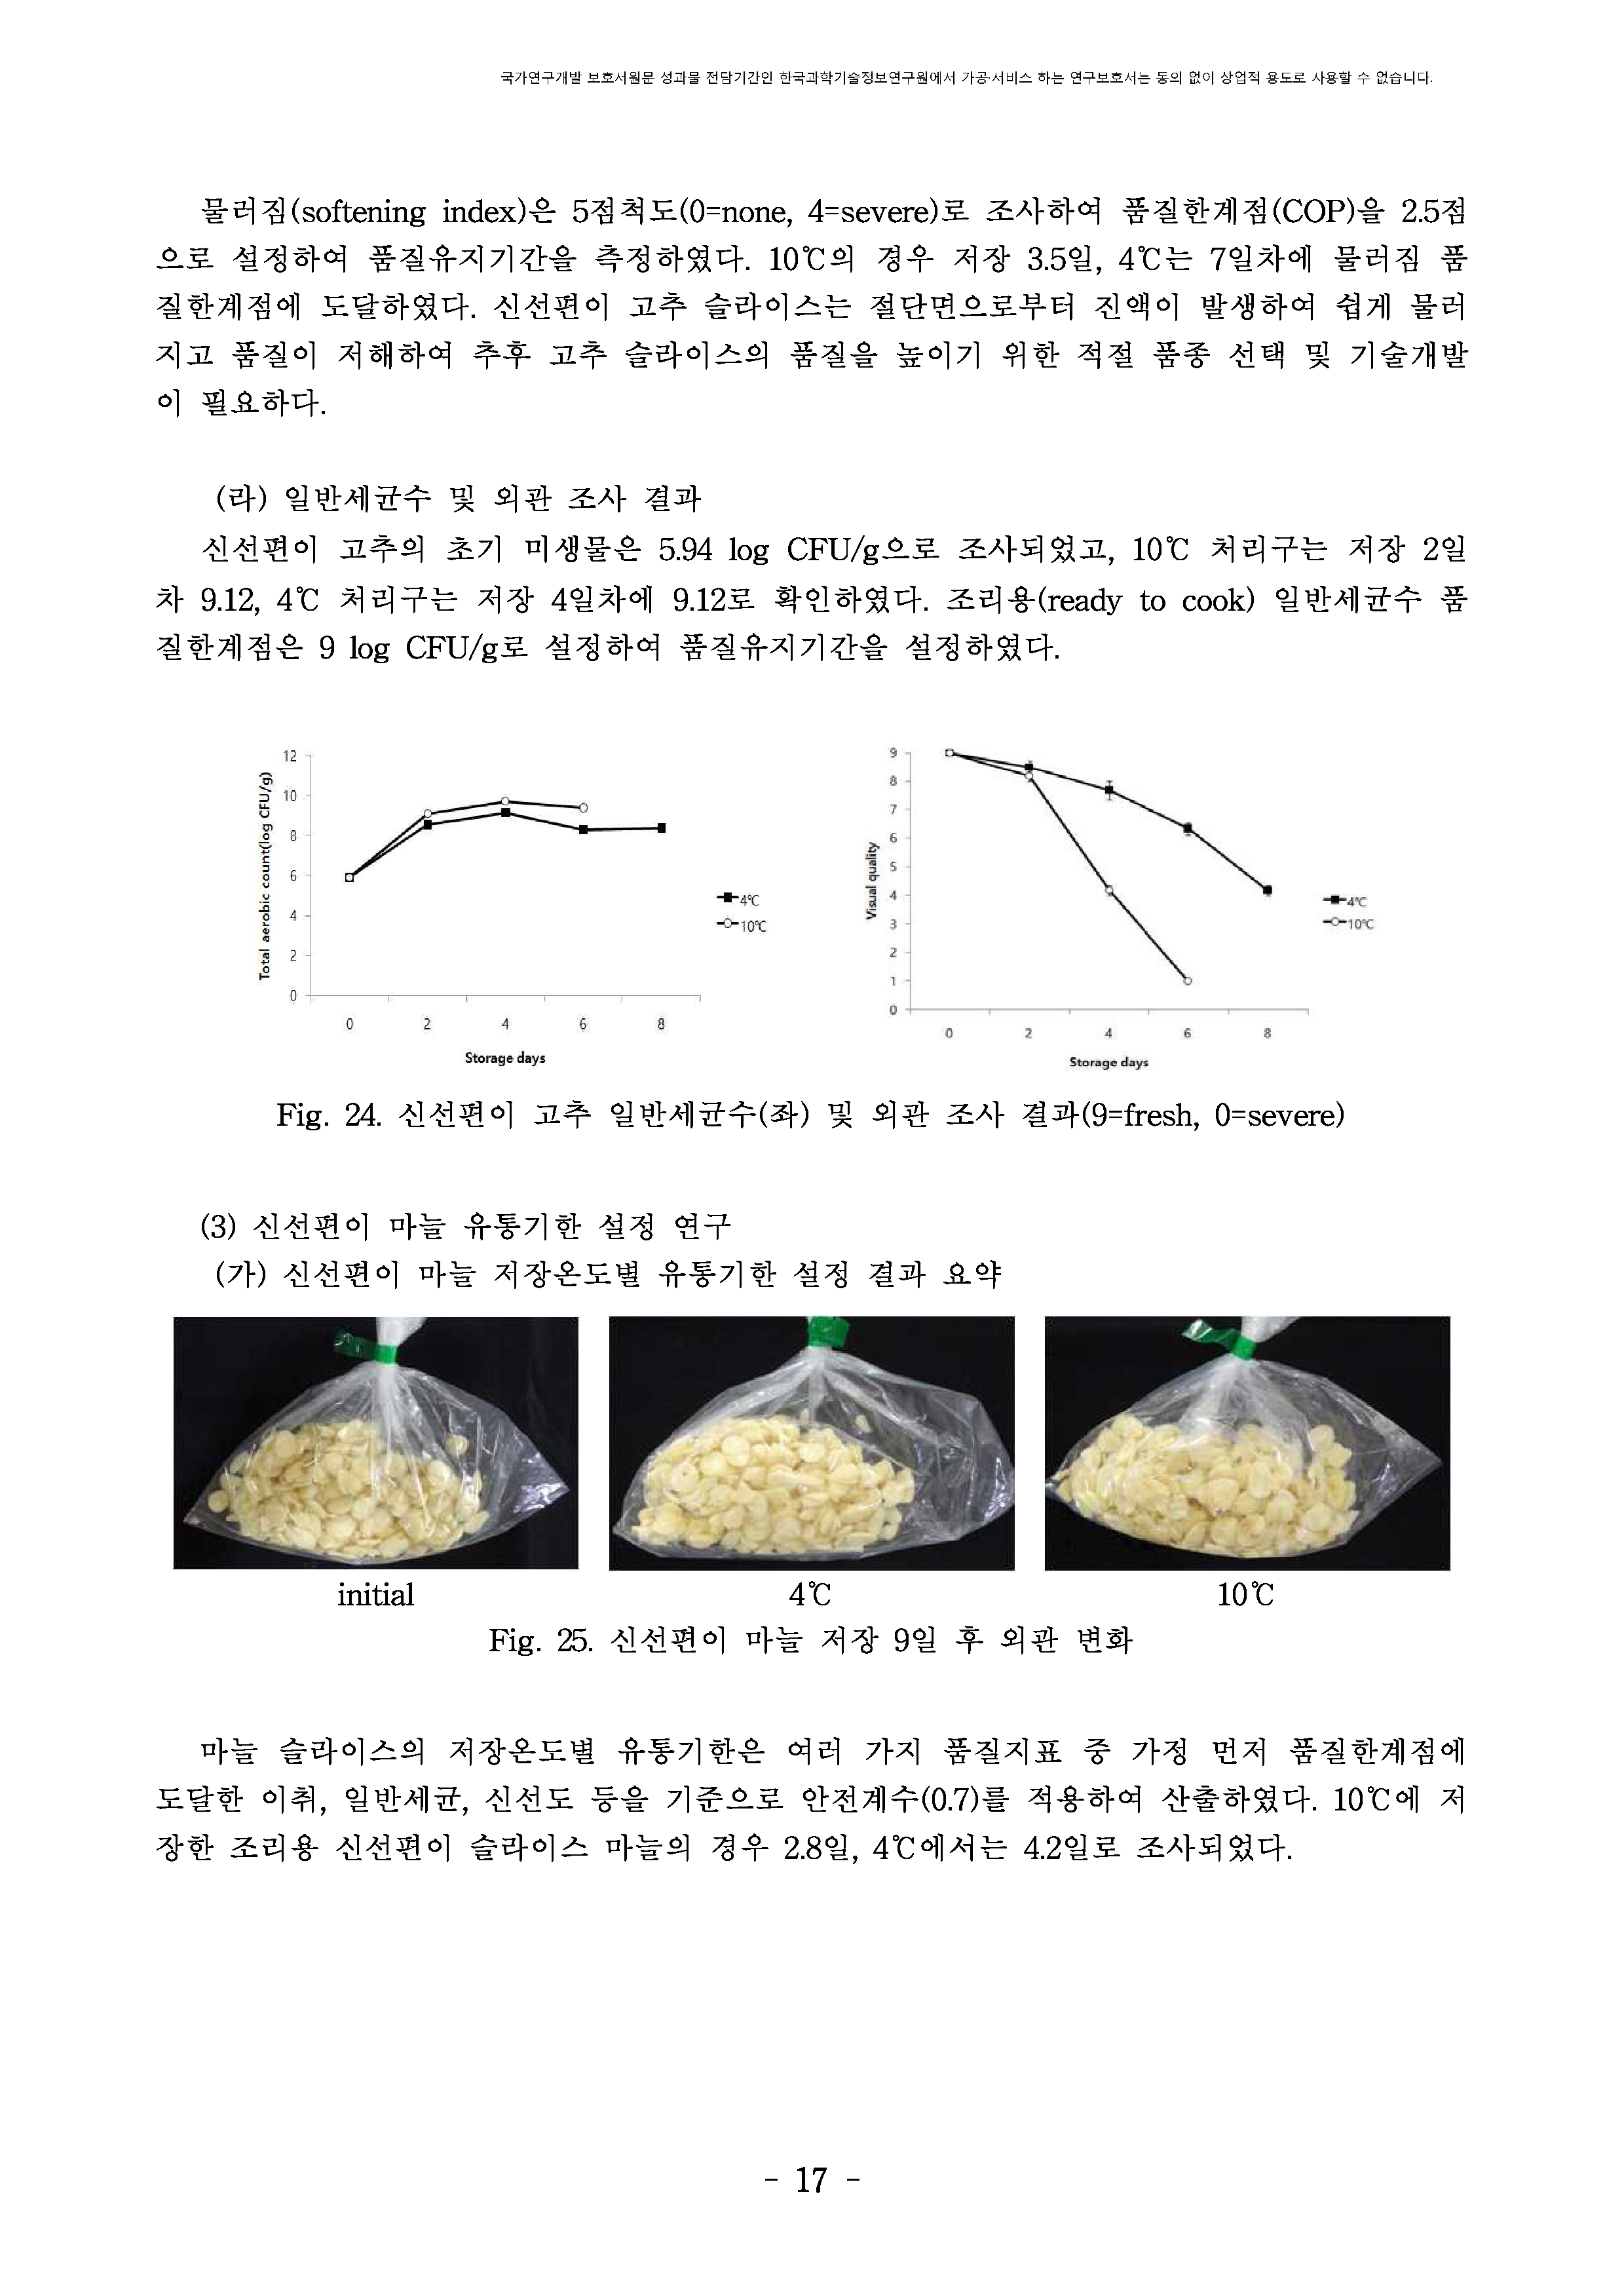 국가연구개발 보호서원문 성과물 전담기간인 한국과학기술정보연구원에서 가공·서비스 하는 연구보호서는 동의 없이 상업적 용도로 사용할 수 없습니다.
물러짐(softening index)은 5점척도(0=none, 4=severe)로 조사하여 품질한계점(COP)을 2.5점
으로 설정하여 품질유지기간을 측정하였다. 10℃의 경우 저장 3.5일, 4℃는 7일차에 물러짐 품
질한계점에 도달하였다. 신선편이 고추 슬라이스는 절단면으로부터 진액이 발생하여 쉽게 물러
지고 품질이 저해하여 추후 고추 슬라이스의 품질을 높이기 위한 적절 품종 선택 및 기술개발
이 필요하다.
(라) 일반세균수 및 외관 조사 결과
신선편이 고추의 초기 미생물은 5.94 log CFU/g으로 조사되었고, 10℃ 처리구는 저장 2일
차 9.12, 4℃ 처리구는 저장 4일차에 9.12로 확인하였다. 조리용(ready to cook) 일반세균수 품
질한계점은 9 log CFU/g로 설정하여 품질유지기간을 설정하였다.
Total aerobic count(log CFU/g)
12
10
8
6
4
2
0
0 2 4 6 8
Storage days
4℃
10℃
Visual quality
9
8
7
6
5
4
3
2
1
0
0 2 4 6 8
Storage days
4℃
10℃
Fig. 24. 신선편이 고추 일반세균수(좌) 및 외관 조사 결과(9=fresh, 0=severe)
(3) 신선편이 마늘 유통기한 설정 연구
(가) 신선편이 마늘 저장온도별 유통기한 설정 결과 요약
initial 4℃ 10℃
Fig. 25. 신선편이 마늘 저장 9일 후 외관 변화
마늘 슬라이스의 저장온도별 유통기한은 여러 가지 품질지표 중 가정 먼저 품질한계점에
도달한 이취, 일반세균, 신선도 등을 기준으로 안전계수(0.7)를 적용하여 산출하였다. 10℃에 저
장한 조리용 신선편이 슬라이스 마늘의 경우 2.8일, 4℃에서는 4.2일로 조사되었다.
- 17 -